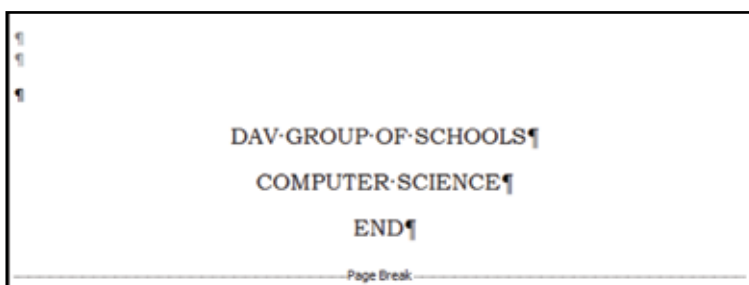 ¶
¶
¶
DAV·GROUP·OF·SCHOOLS¶
COMPUTER·SCIENCE¶
END¶
Page Break